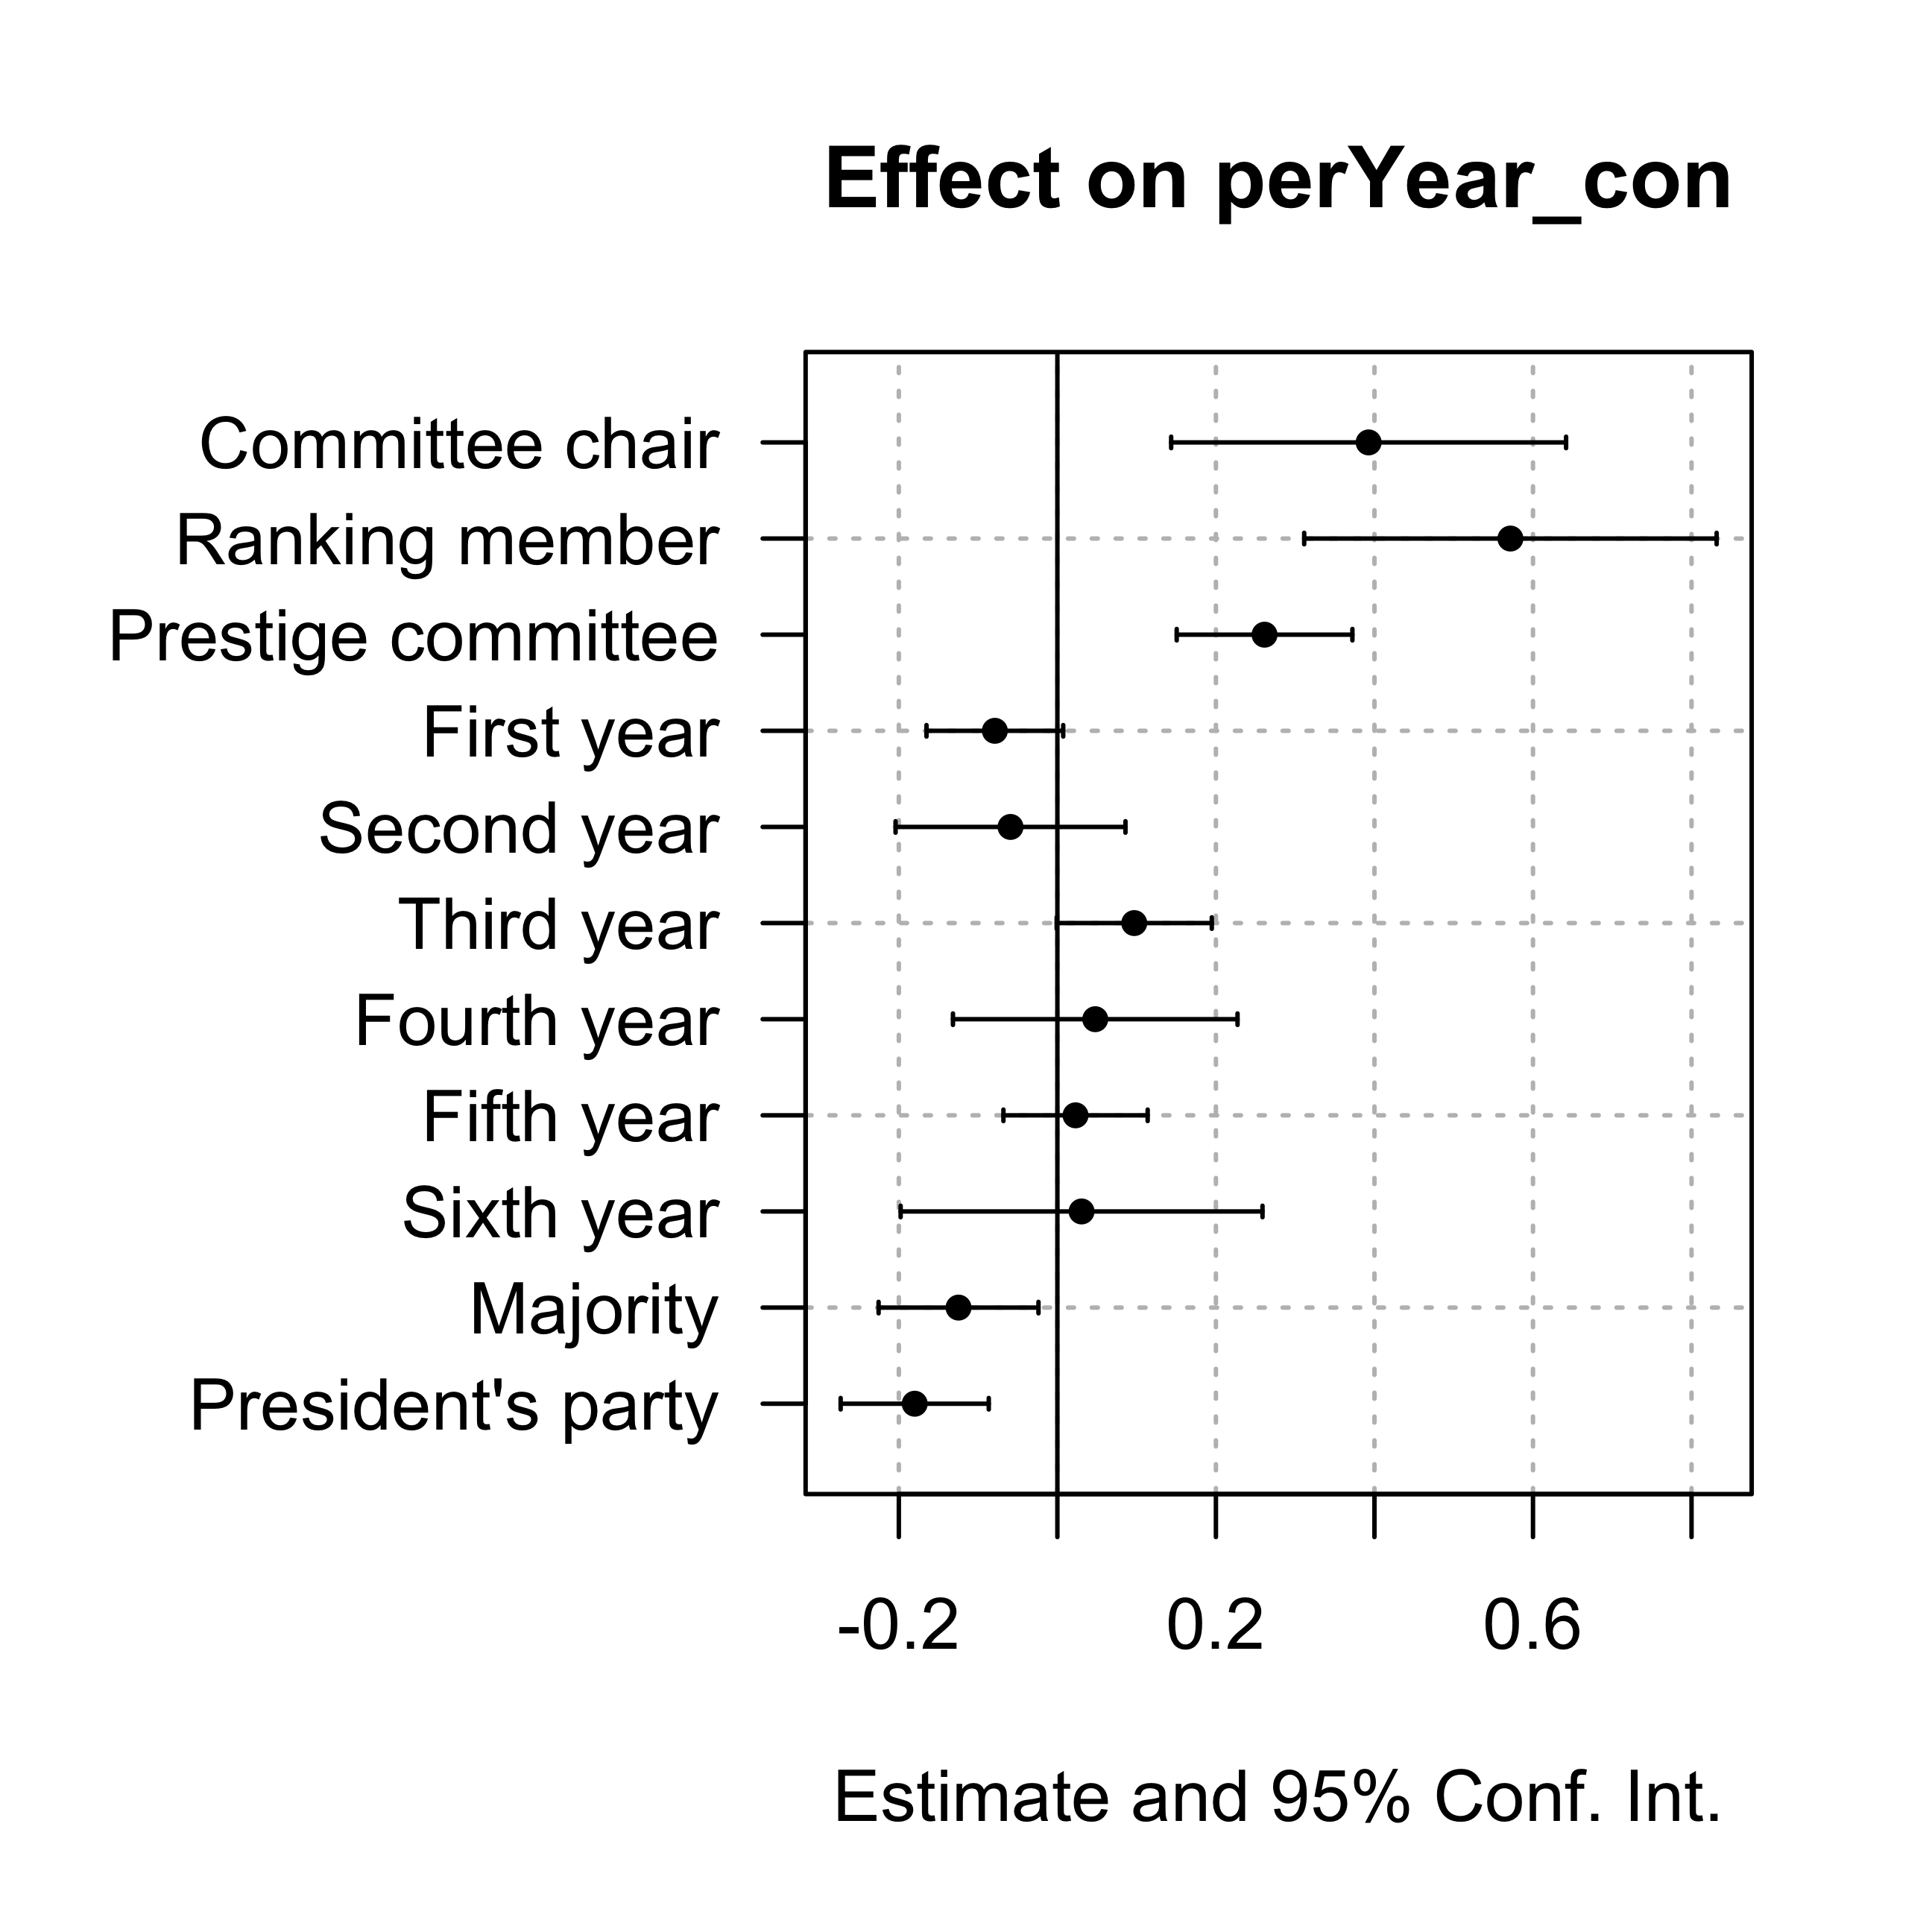 Effect on perYear_con
Committee chair
Ranking member
Prestige committee
First year
Second year
Third year
Fourth year
Fifth year
Sixth year
Majority
President's party
-0.2 0.2 0.6
Estimate and 95% Conf. Int.